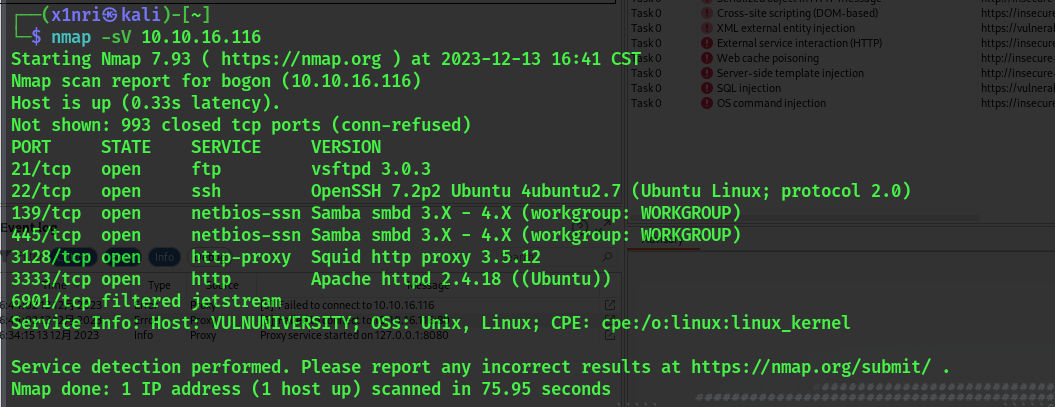 (x1nri㉿kali)-[~]
$ nmap -sV 10.10.16.116
Starting Nmap 7.93 ( https://nmap.org ) at 2023-12-13 16:41 CST
Nmap scan report for bogon (10.10.16.116)
Host is up (0.33s latency).
Not shown: 993 closed tcp ports (conn-refused)
PORT STATE SERVICE VERSION
21/tcp open ftp vsftpd 3.0.3
22/tcp open ssh OpenSSH 7.2p2 Ubuntu 4ubuntu2.7 (Ubuntu Linux; protocol 2.0)
139/tcp open netbios-ssn Samba smbd 3.X - 4.X (workgroup: WORKGROUP)
445/tcp open netbios-ssn Samba smbd 3.X - 4.X (workgroup: WORKGROUP)
3128/tcp open http-proxy Squid http proxy 3.5.12
3333/tcp open http Apache httpd 2.4.18 ((Ubuntu))
6901/tcp filtered jetstream
Service Info: Host: VULNUNIVERSITY; OSs: Unix, Linux; CPE: cpe:/o:linux:linux_kernel
Service detection performed. Please report any incorrect results at https://nmap.org/submit/ .
Nmap done: 1 IP address (1 host up) scanned in 75.95 seconds
Task 0 Cross-site scripting (DOM-based) https://insecure
Task 0 XML external entity injection https://vulnera
Task 0 External service interaction (HTTP) https://insecure
Task 0 Web cache poisoning
Task 0 Server-side template injection https://insecur
Task 0 SQL injection https://vulnera
Task 0 OS command injection https://insecur
Info
Type Source
Failed to connect to 10.10.16.116
6:34:15 13 12月 2023 Info Proxy Proxy service started on 127.0.0.1:8080